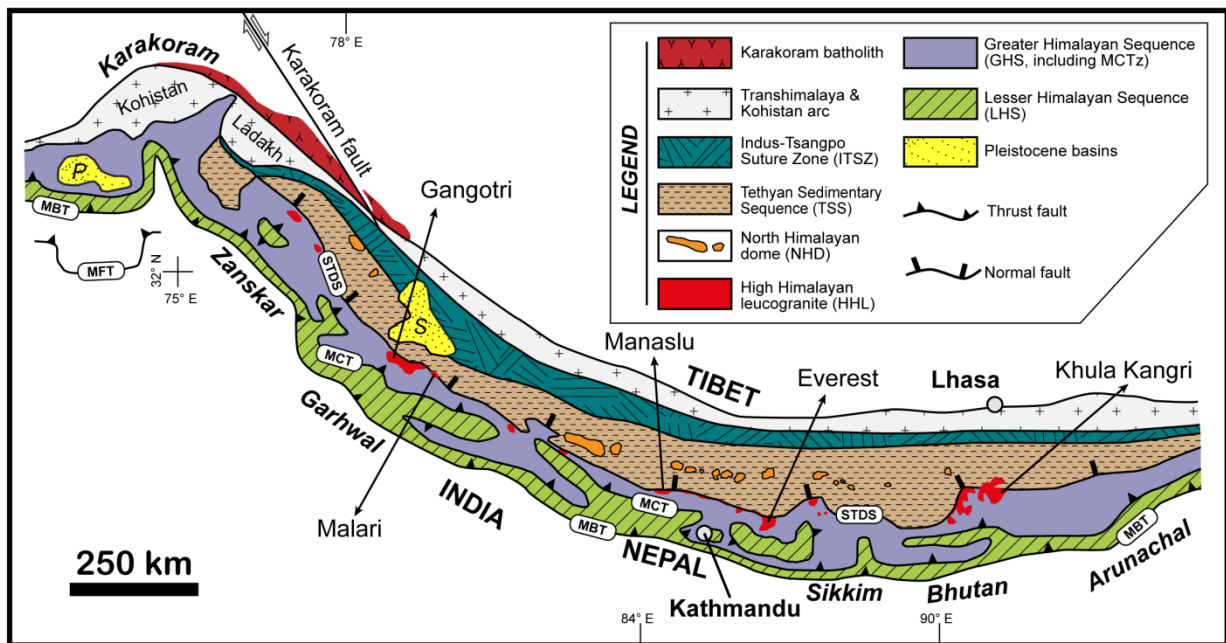 78° E
Karakoram
Karakoram fault
Kohistan
Ladakh
Gangotri
P
MBT
MFT
32° N
75° E
Zanskar
STDS
S
MCT
Garhwal
Malari
INDIA
MBT
MCT
NEPAL
Kathmandu
Manaslu
TIBET
Everest
Lhasa
Khula Kangri
STDS
Sikkim
Bhutan
MBT
Arunachal
250 km
84° E
90° E
LEGEND
Karakoram batholith
Transhimalaya &
Kohistan arc
Indus-Tsangpo
Suture Zone (ITSZ)
Tethyan Sedimentary
Sequence (TSS)
North Himalayan
dome (NHD)
High Himalayan
leucogranite (HHL)
Greater Himalayan Sequence
(GHS, including MCTz)
Lesser Himalayan Sequence
(LHS)
Pleistocene basins
Thrust fault
Normal fault